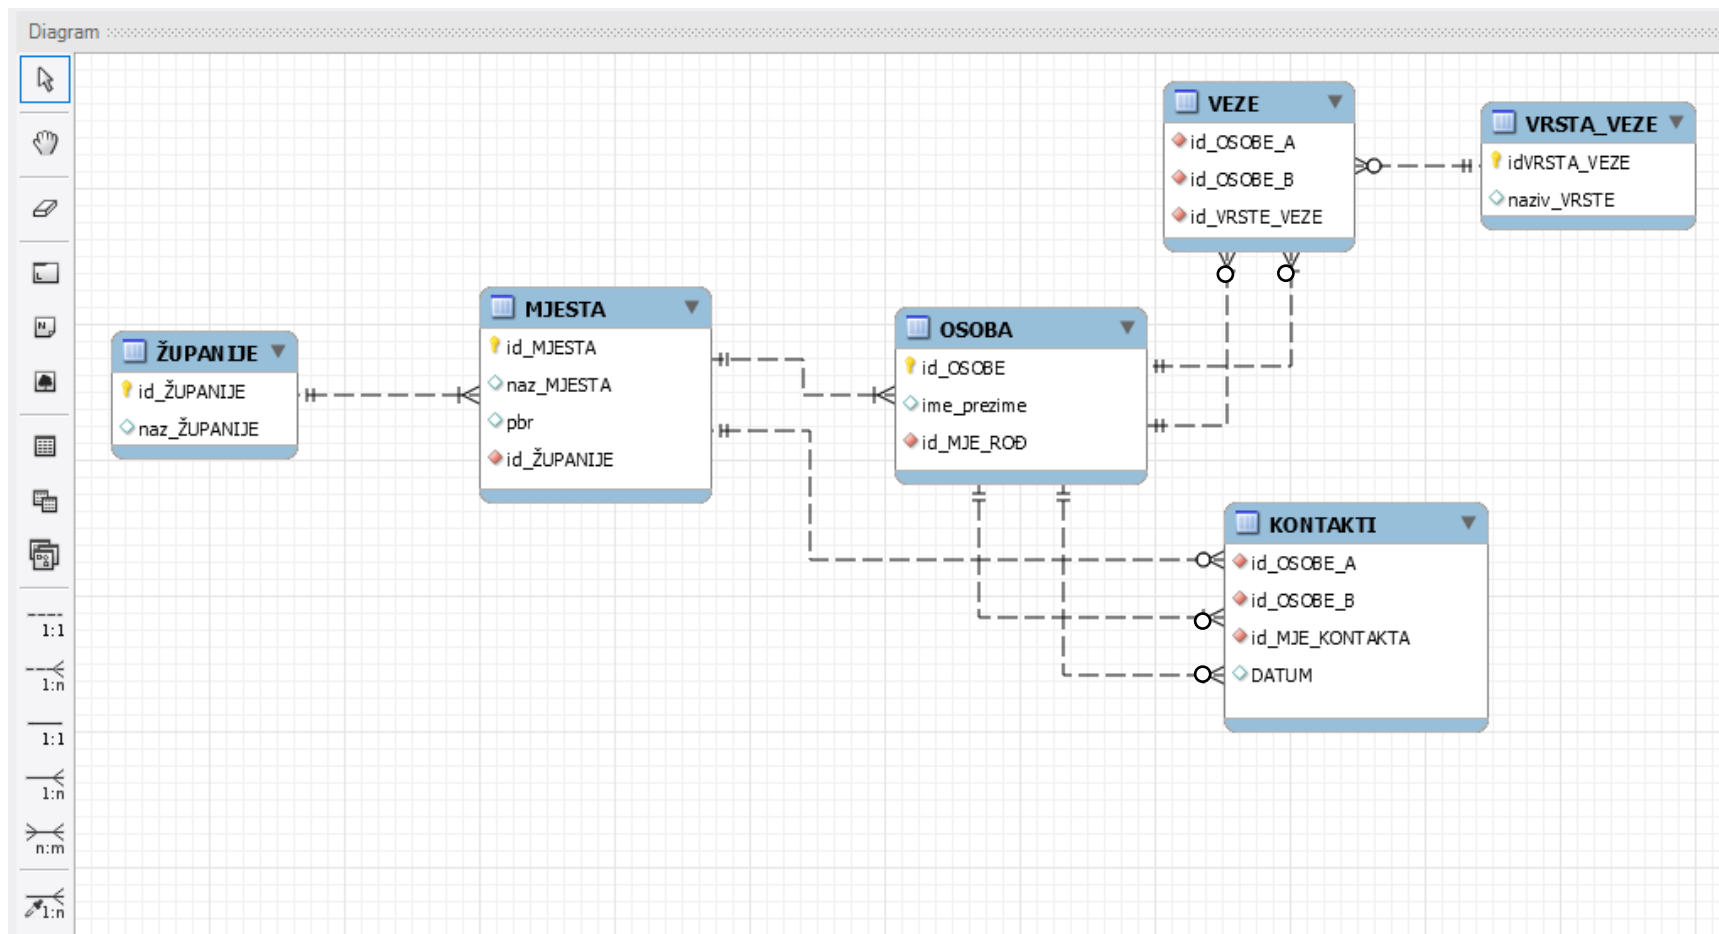 Diagram
VEZE
id_OSOBE_A
id_OSOBE_B
id_VRSTE_VEZE
VRSTA_VEZE
idVRSTA_VEZE
naziv_VRSTE
MJESTA
id_MJESTA
naz_MJESTA
pbr
id_ŽUPANIJE
OSOBA
id_OSOBE
ime_prezime
id_MJE_ROĐ
ŽUPANIJE
id_ŽUPANIJE
naz_ŽUPANIJE
KONTAKTI
id_OSOBE_A
id_OSOBE_B
id_MJE_KONTAKTA
DATUM
1:1
1:n
1:1
1:n
n:m
1:n